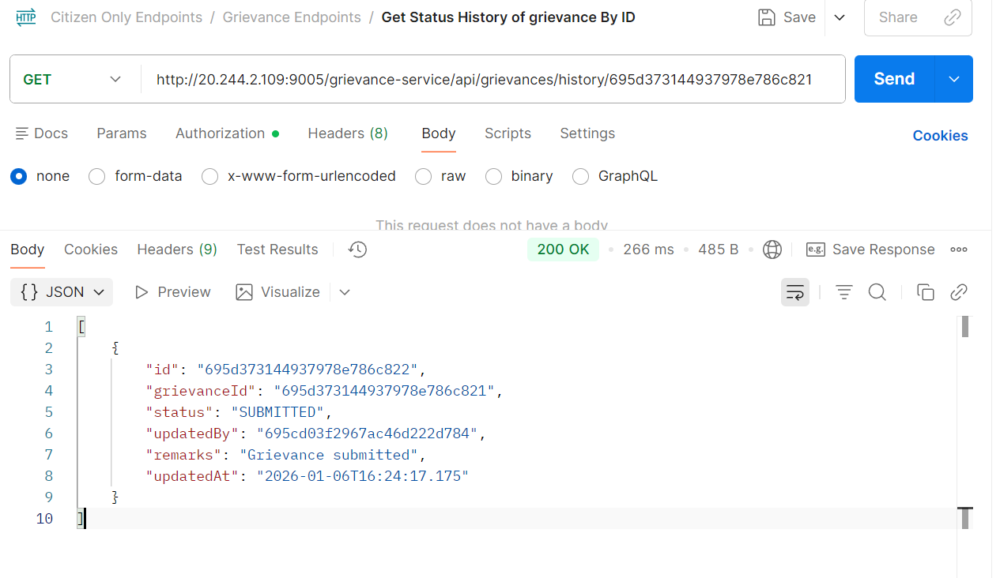 HTTP Citizen Only Endpoints / Grievance Endpoints / Get Status History of grievance By ID Save Share
GET http://20.244.2.109:9005/grievance-service/api/grievances/history/695d373144937978e786c821 Send
Docs Params Authorization Headers (8) Body Scripts Settings Cookies
none form-data x-www-form-urlencoded raw binary GraphQL
This request does not have a body
Body Cookies Headers (9) Test Results 200 OK 266 ms 485 B e.g. Save Response
{} JSON Preview Visualize
1 [
2 {
3 "id": "695d373144937978e786c822",
4 "grievanceId": "695d373144937978e786c821",
5 "status": "SUBMITTED",
6 "updatedBy": "695cd03f2967ac46d222d784",
7 "remarks": "Grievance submitted",
8 "updatedAt": "2026-01-06T16:24:17.175"
9 }
10 ]